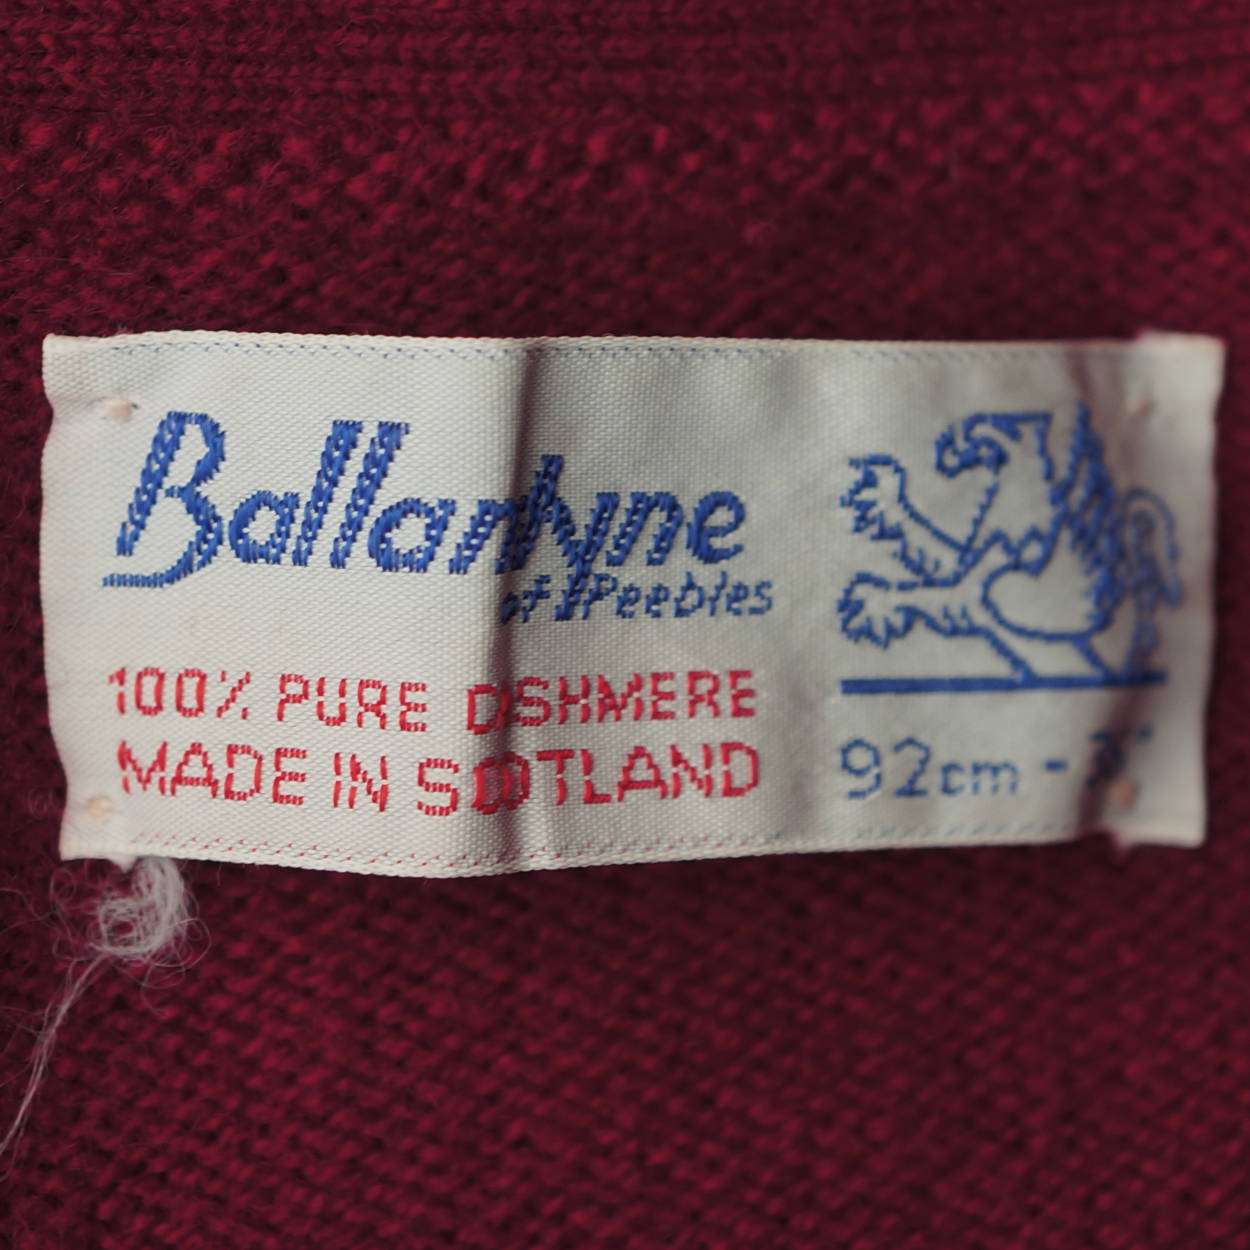 Ballantyne
of Peebles
100% PURE CASHMERE
MADE IN SCOTLAND
92cm -